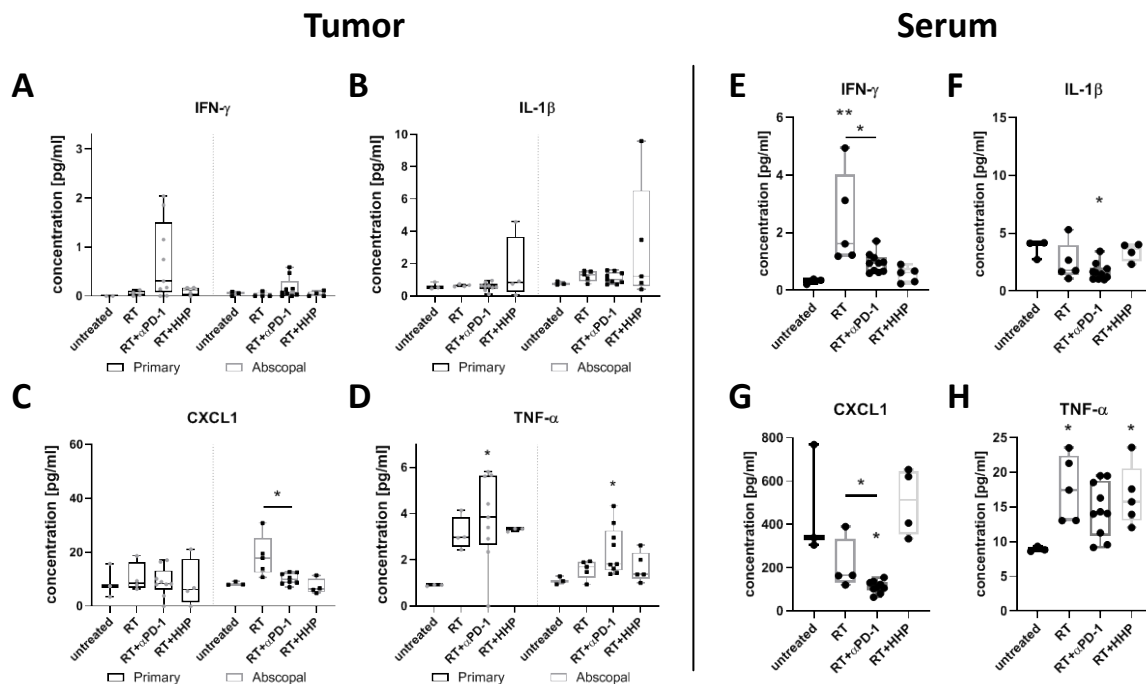 Tumor
Serum
A
IFN-γ
concentration [pg/ml]
3
2
1
0
untreated
RT
RT+αPD-1
RT+HHP
untreated
RT
RT+αPD-1
RT+HHP
Primary
Abscopal
B
IL-1β
concentration [pg/ml]
10
8
6
4
2
0
untreated
RT
RT+αPD-1
RT+HHP
untreated
RT
RT+αPD-1
RT+HHP
Primary
Abscopal
E
IFN-γ
concentration [pg/ml]
6
4
2
0
**
*
untreated
RT
RT+αPD-1
RT+HHP
F
IL-1β
concentration [pg/ml]
15
10
5
0
*
untreated
RT
RT+αPD-1
RT+HHP
C
CXCL1
concentration [pg/ml]
60
40
20
0
*
untreated
RT
RT+αPD-1
RT+HHP
untreated
RT
RT+αPD-1
RT+HHP
Primary
Abscopal
D
TNF-α
concentration [pg/ml]
6
4
2
0
*
*
untreated
RT
RT+αPD-1
RT+HHP
untreated
RT
RT+αPD-1
RT+HHP
Primary
Abscopal
G
CXCL1
concentration [pg/ml]
800
600
400
200
0
*
*
untreated
RT
RT+αPD-1
RT+HHP
H
TNF-α
concentration [pg/ml]
25
20
15
10
5
0
*
*
untreated
RT
RT+αPD-1
RT+HHP